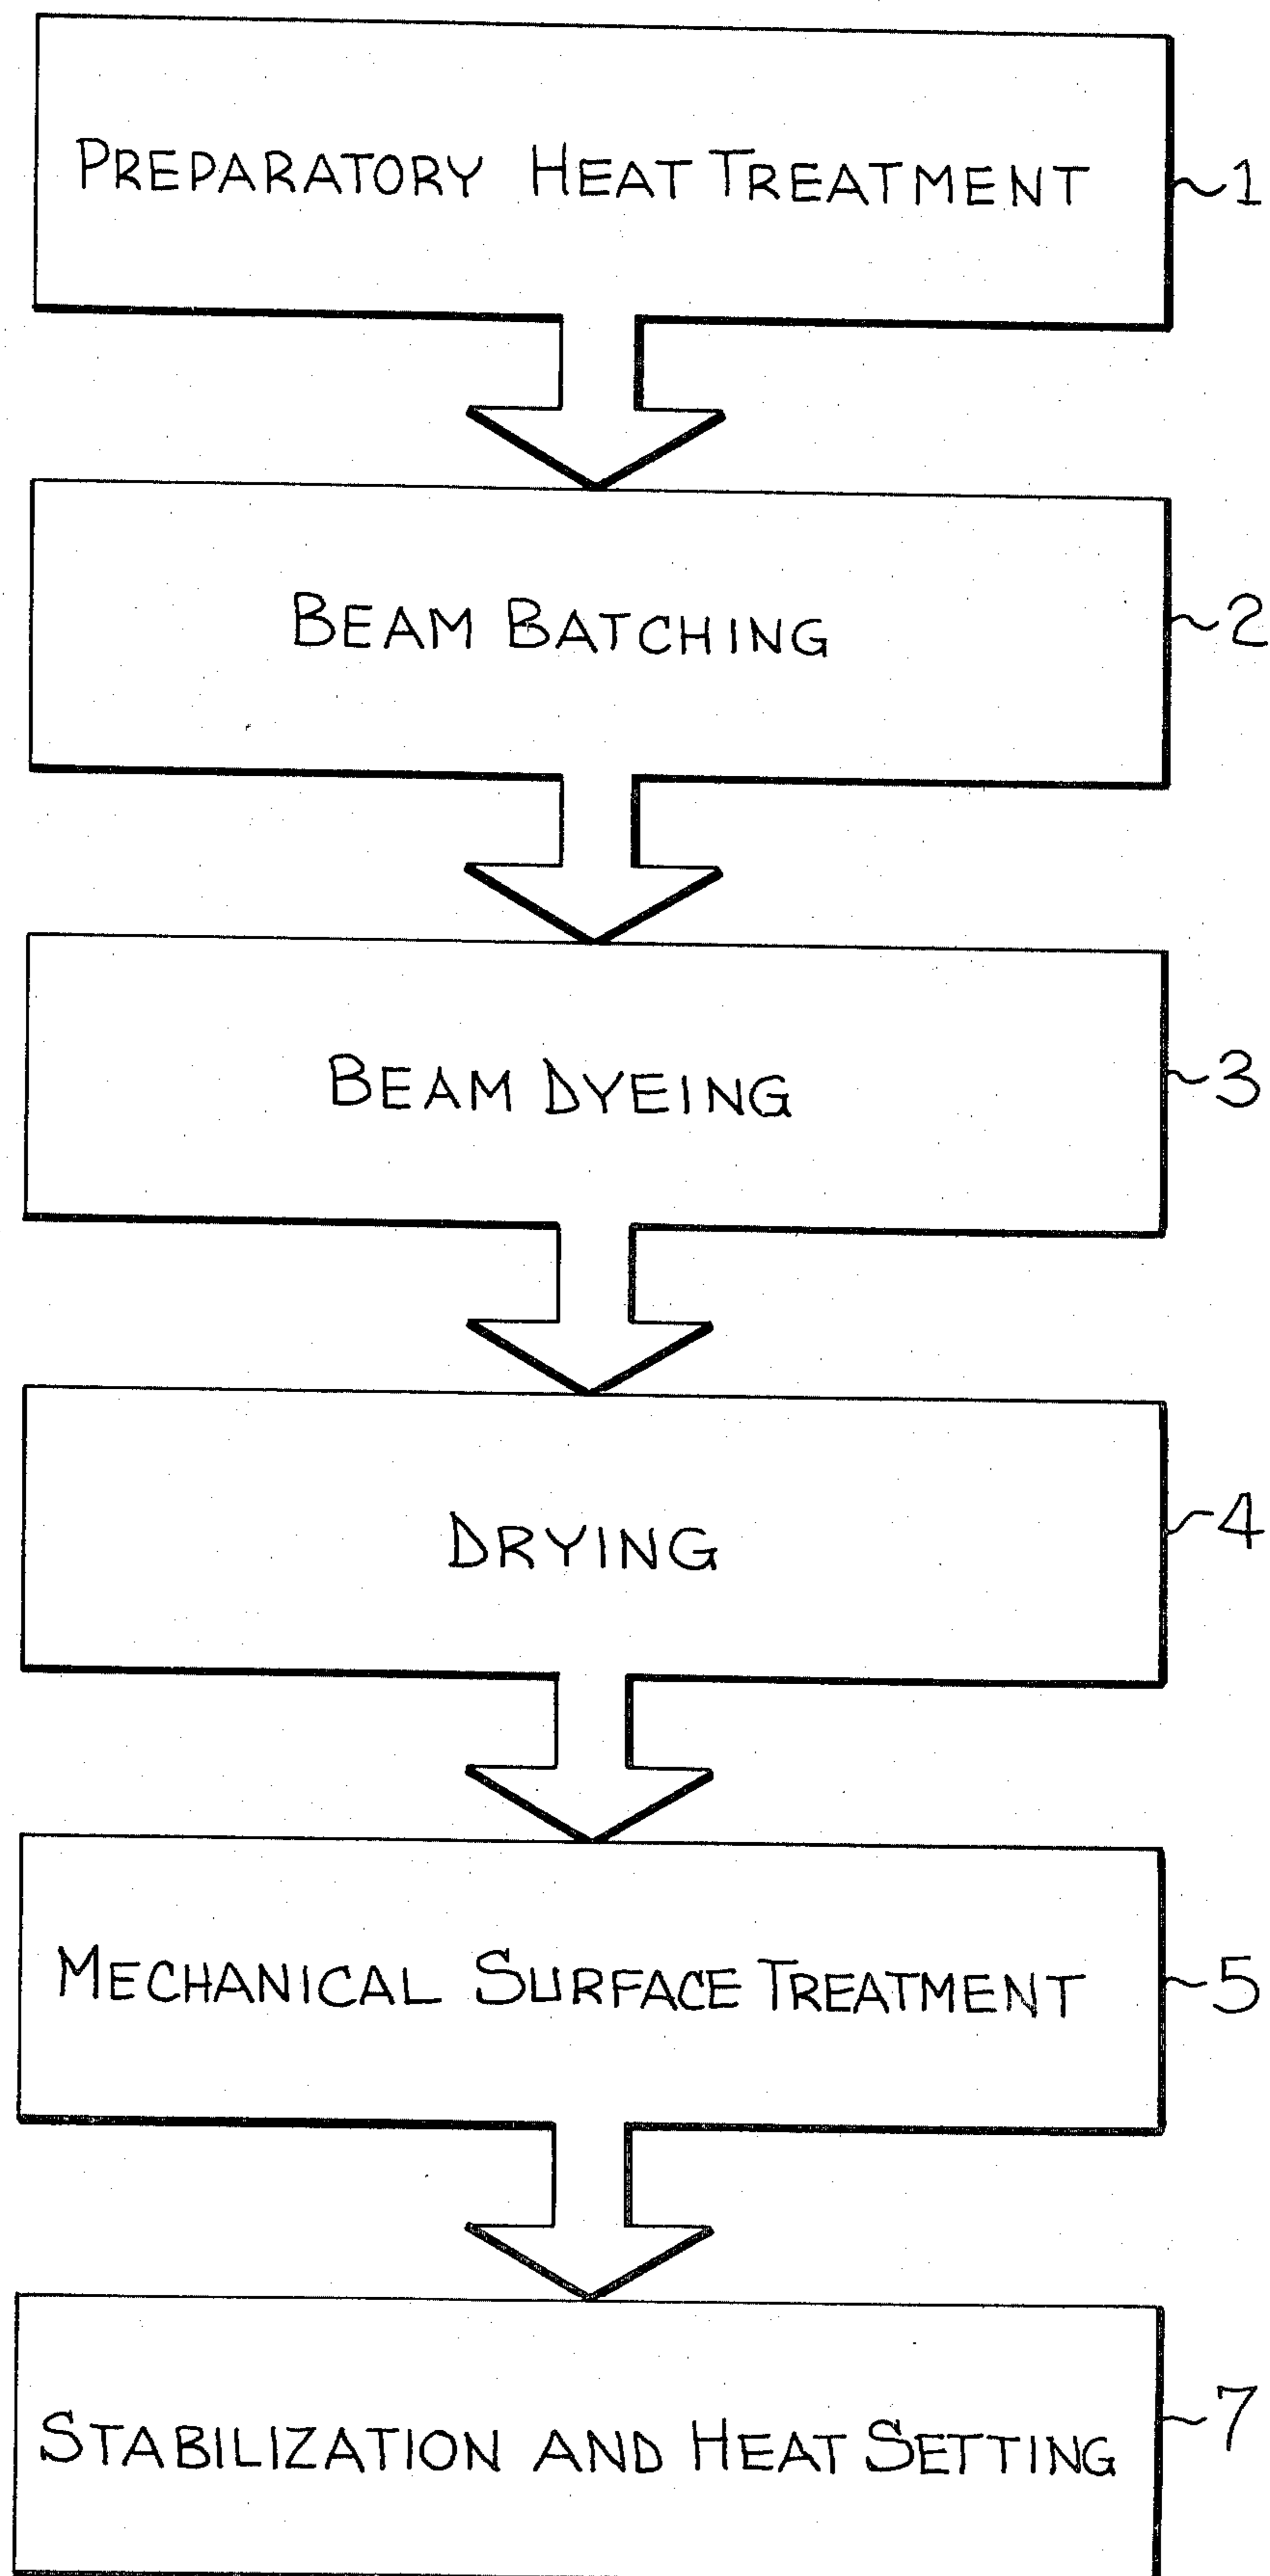 PREPARATORY HEAT TREATMENT 1
BEAM BATCHING 2
BEAM DYEING 3
DRYING 4
MECHANICAL SURFACE TREATMENT 5
STABILIZATION AND HEAT SETTING 7